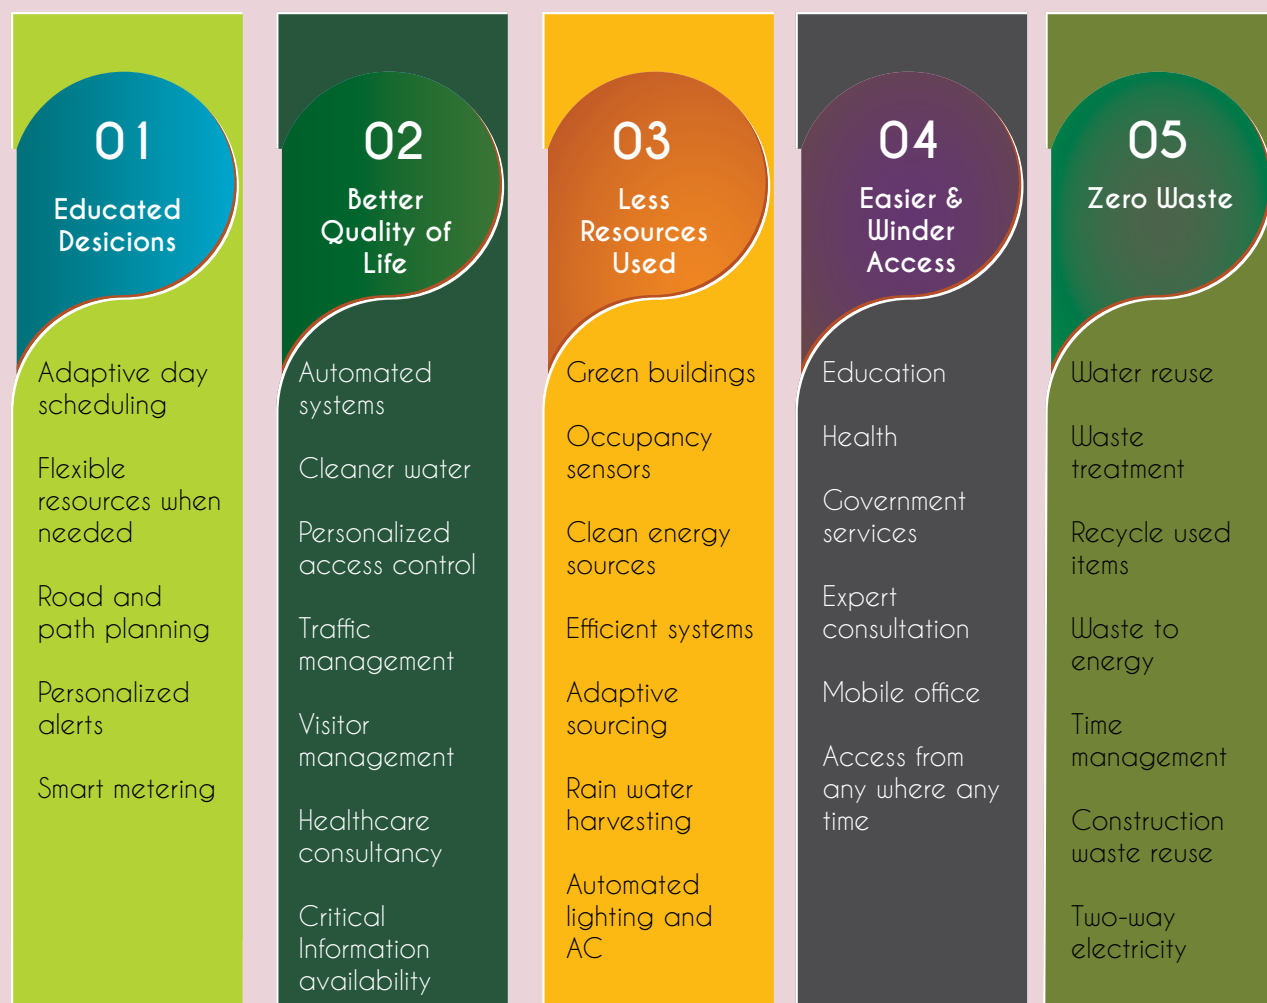 01
Educated
Desicions
Adaptive day
scheduling
Flexible
resources when
needed
Road and
path planning
Personalized
alerts
Smart metering
02
Better
Quality of
Life
Automated
systems
Cleaner water
Personalized
access control
Traffic
management
Visitor
management
Healthcare
consultancy
Critical
Information
availability
03
Less
Resources
Used
Green buildings
Occupancy
sensors
Clean energy
sources
Efficient systems
Adaptive
sourcing
Rain water
harvesting
Automated
lighting and
AC
04
Easier &
Winder
Access
Education
Health
Government
services
Expert
consultation
Mobile office
Access from
any where any
time
05
Zero Waste
Water reuse
Waste
treatment
Recycle used
items
Waste to
energy
Time
management
Construction
waste reuse
Two-way
electricity